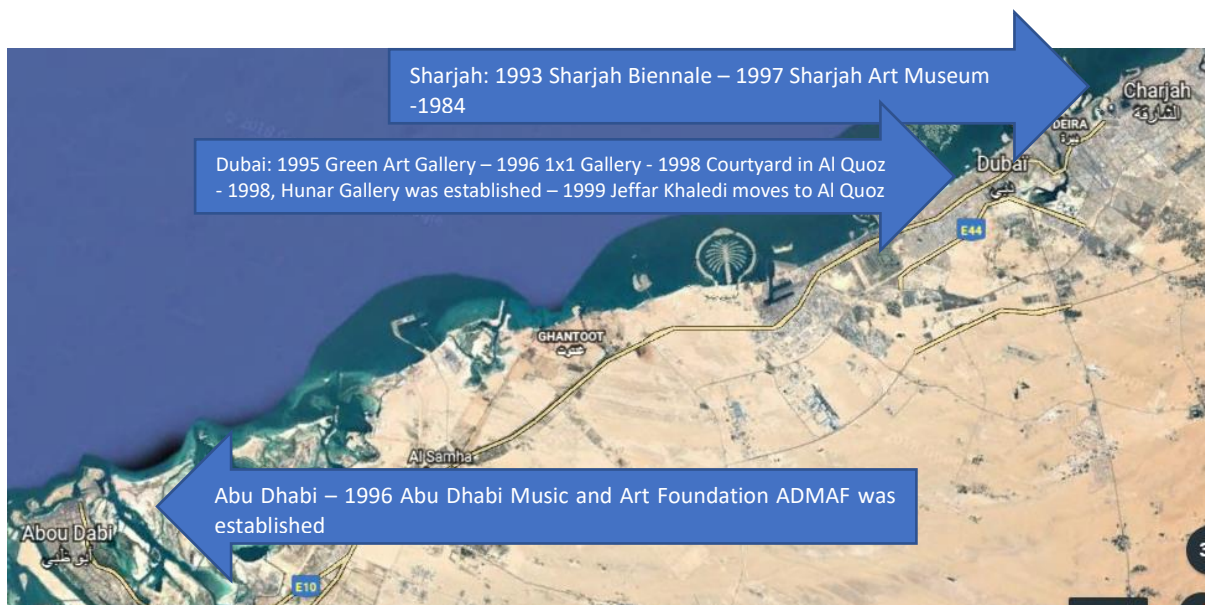 Sharjah: 1993 Sharjah Biennale – 1997 Sharjah Art Museum
-1984
Charjah
الشارقة
DEIRA
ديرة
Dubai: 1995 Green Art Gallery – 1996 1x1 Gallery - 1998 Courtyard in Al Quoz
- 1998, Hunar Gallery was established – 1999 Jeffar Khaledi moves to Al Quoz
Dubaï
دبي
E44
GHANTOOT
غنتوت
Al Samha
Abu Dhabi – 1996 Abu Dhabi Music and Art Foundation ADMAF was
established
Abou Dabi
أبو ظبي
E10